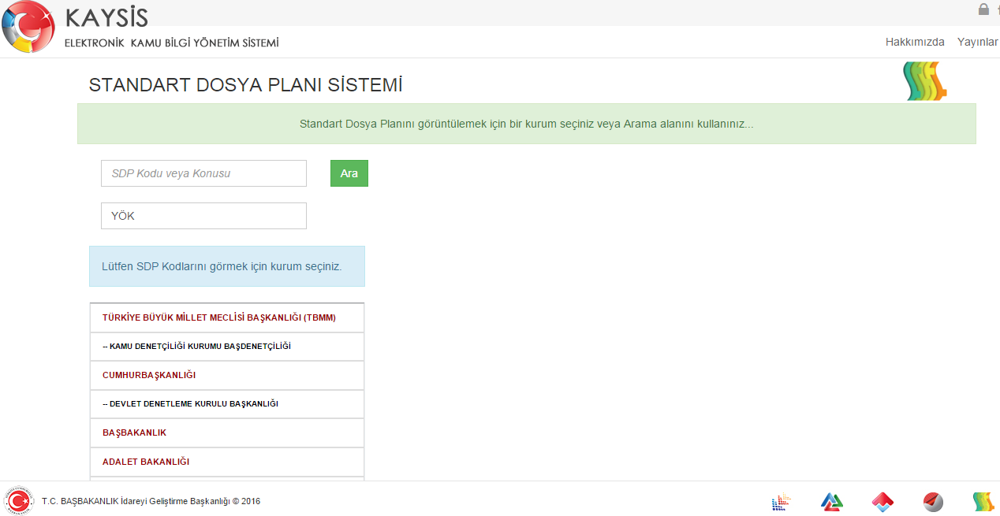 KAYSİS
ELEKTRONİK KAMU BİLGİ YÖNETİM SİSTEMİ
Hakkımızda Yayınlar
STANDART DOSYA PLANI SİSTEMİ
Standart Dosya Planını görüntülemek için bir kurum seçiniz veya Arama alanını kullanınız...
SDP Kodu veya Konusu Ara
YÖK
Lütfen SDP Kodlarını görmek için kurum seçiniz.
TÜRKİYE BÜYÜK MİLLET MECLİSİ BAŞKANLIĞI (TBMM)
-- KAMU DENETÇİLİĞİ KURUMU BAŞDENETÇİLİĞİ
CUMHURBAŞKANLIĞI
-- DEVLET DENETLEME KURULU BAŞKANLIĞI
BAŞBAKANLIK
ADALET BAKANLIĞI
T.C. BAŞBAKANLIK İdareyi Geliştirme Başkanlığı © 2016